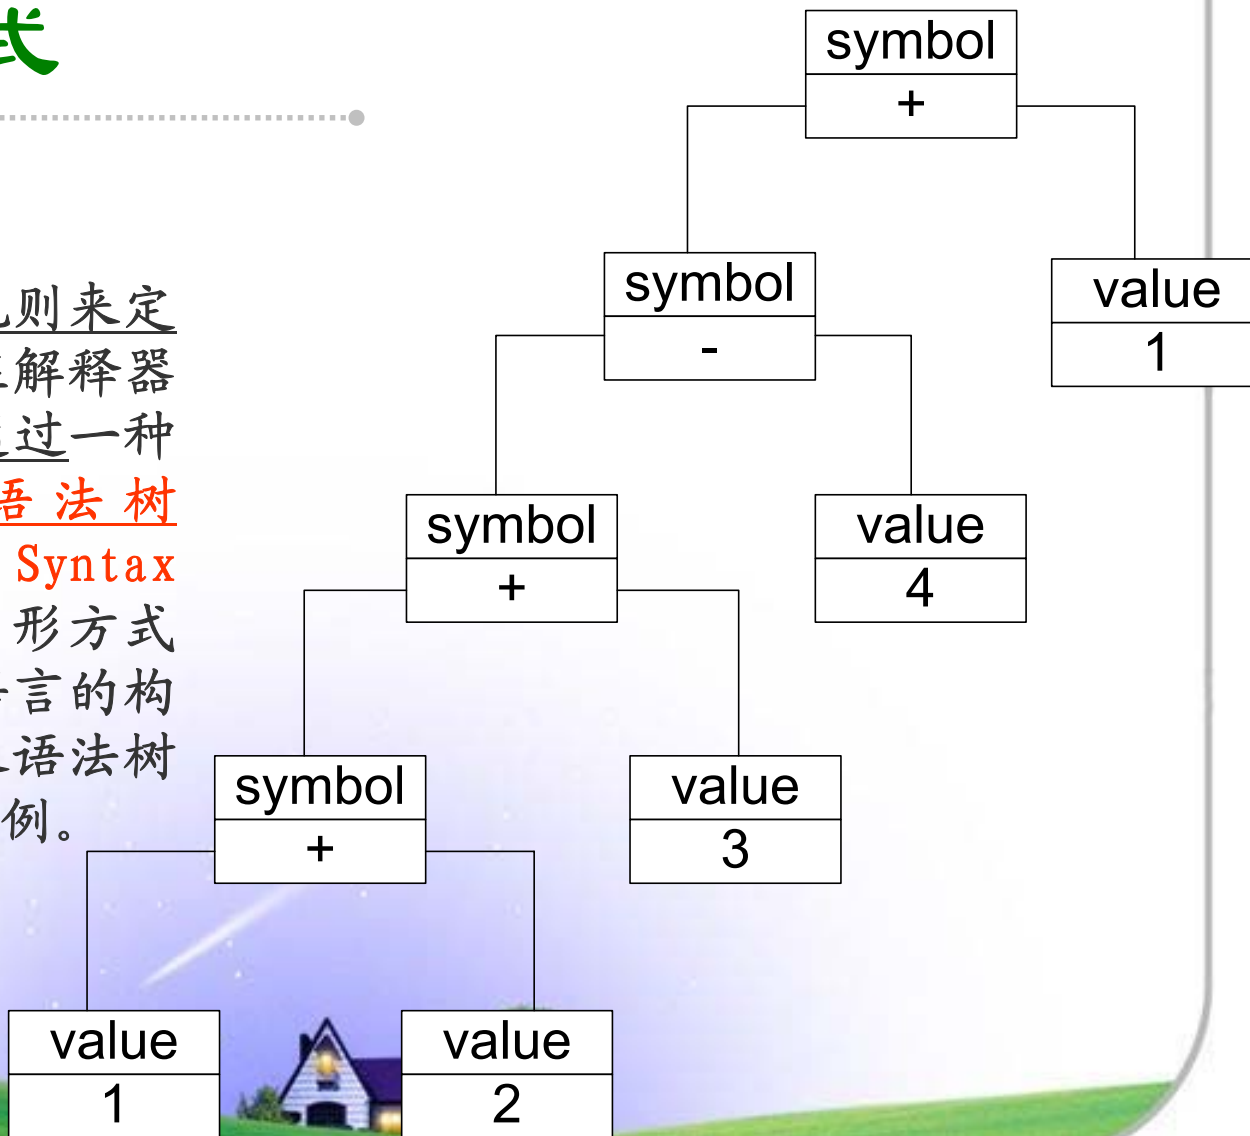 式
则来定
解释器
过一种
语法树
Syntax
形方式
言的构
语法树
例。
symbol
+
symbol
-
value
1
symbol
+
value
4
symbol
+
value
3
value
1
value
2